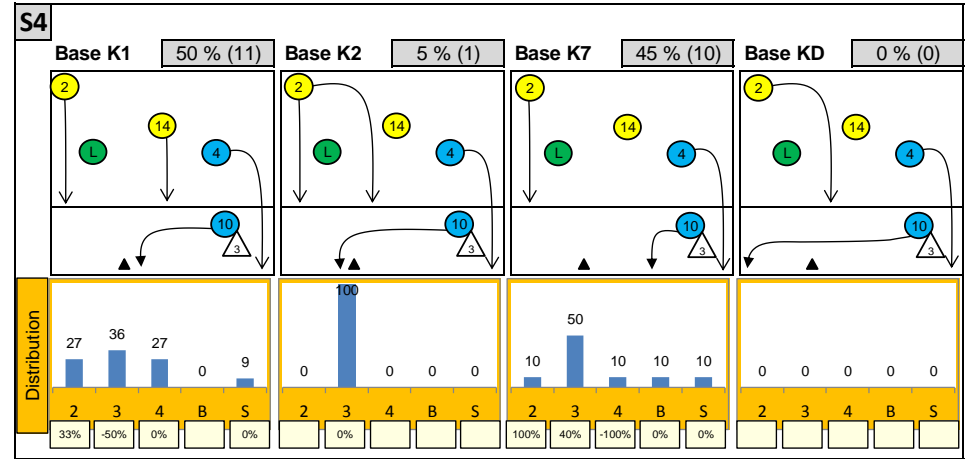 S4
Base K1 50 % (11) Base K2 5 % (1) Base K7 45 % (10) Base KD 0 % (0)
2 2 2 2
14 14 14 14
L 4 L 4 L 4 L 4
10 10 10 10
3 3 3 3
Distribution
27 36 27 0 9
0 100 0 0 0
10 50 10 10 10
0 0 0 0 0
2 3 4 B S 2 3 4 B S 2 3 4 B S 2 3 4 B S
33% -50% 0% 0% 0% 100% 40% -100% 0% 0%